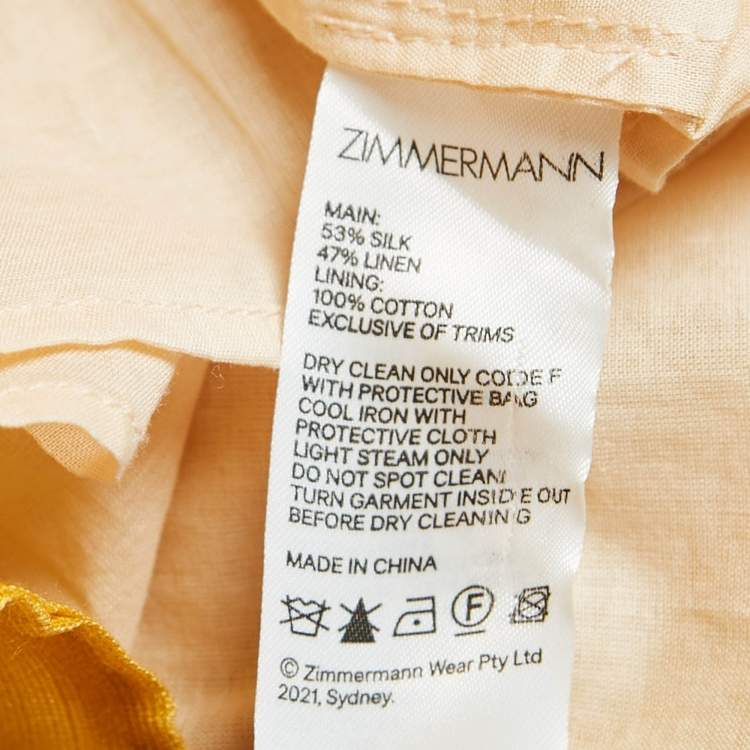 ZIMMERMANN
MAIN:
53% SILK
47% LINEN
LINING:
100% COTTON
EXCLUSIVE OF TRIMS
DRY CLEAN ONLY CODE F
WITH PROTECTIVE BAG
COOL IRON WITH
PROTECTIVE CLOTH
LIGHT STEAM ONLY
DO NOT SPOT CLEAN
TURN GARMENT INSIDE OUT
BEFORE DRY CLEANING
MADE IN CHINA
F
© Zimmermann Wear Pty Ltd
2021, Sydney.